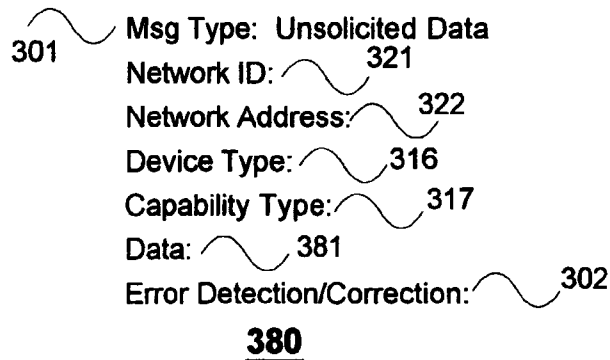 301 Msg Type: Unsolicited Data
Network ID: 321
Network Address: 322
Device Type: 316
Capability Type: 317
Data: 381
Error Detection/Correction: 302
380